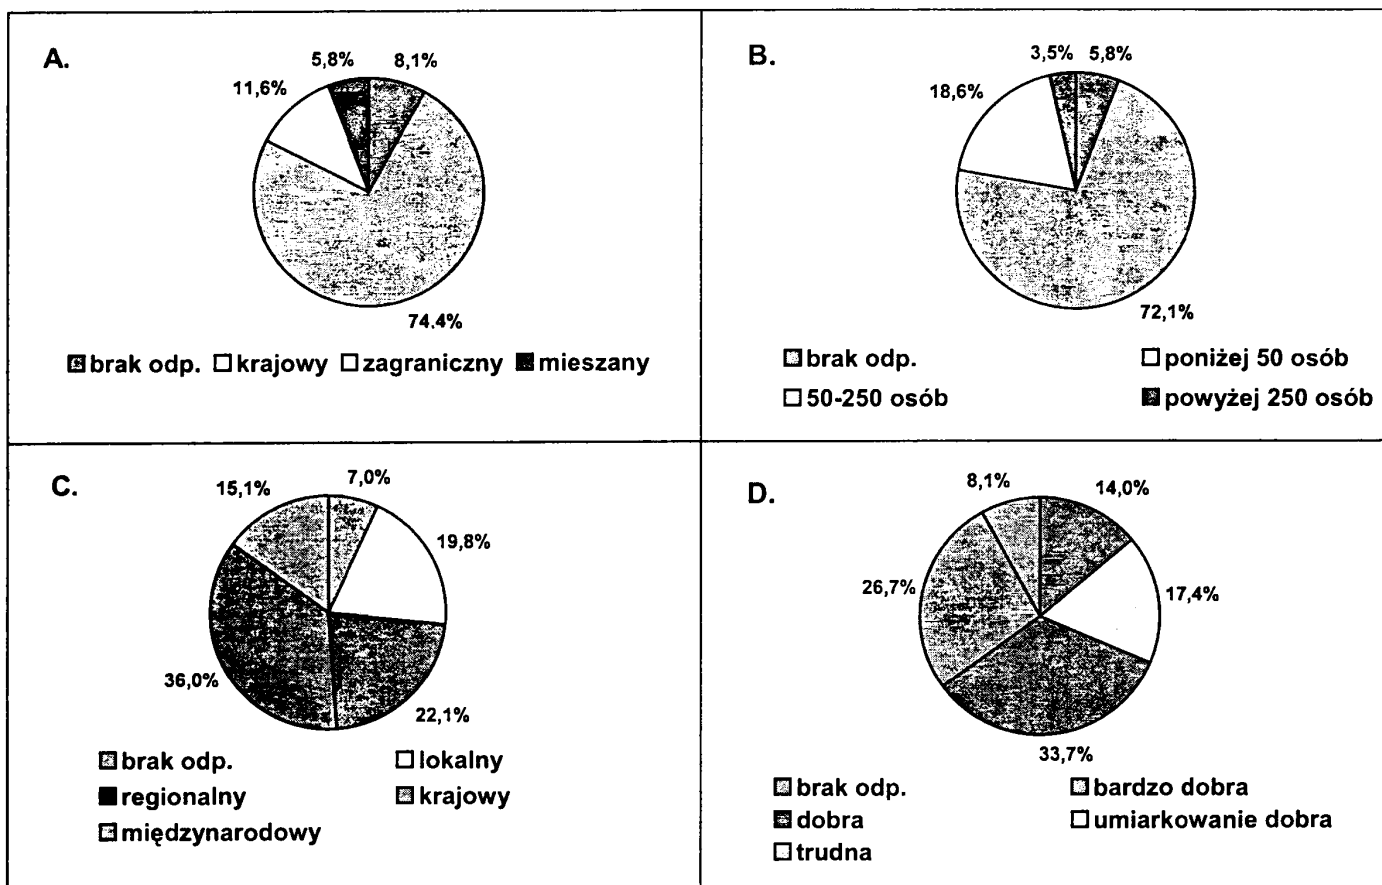 A.
5,8% 8,1%
11,6%
74.4%
brak odp. krajowy zagraniczny mieszany
B.
3,5% 5,8%
18,6%
72,1%
brak odp. poniżej 50 osób
50-250 osób powyżej 250 osób
C.
15,1% 7,0%
19,8%
36,0%
22,1%
brak odp. lokalny
regionalny krajowy
międzynarodowy
D.
8,1% 14,0%
26,7%
17,4%
33,7%
brak odp. bardzo dobra
dobra umiarkowanie dobra
trudna